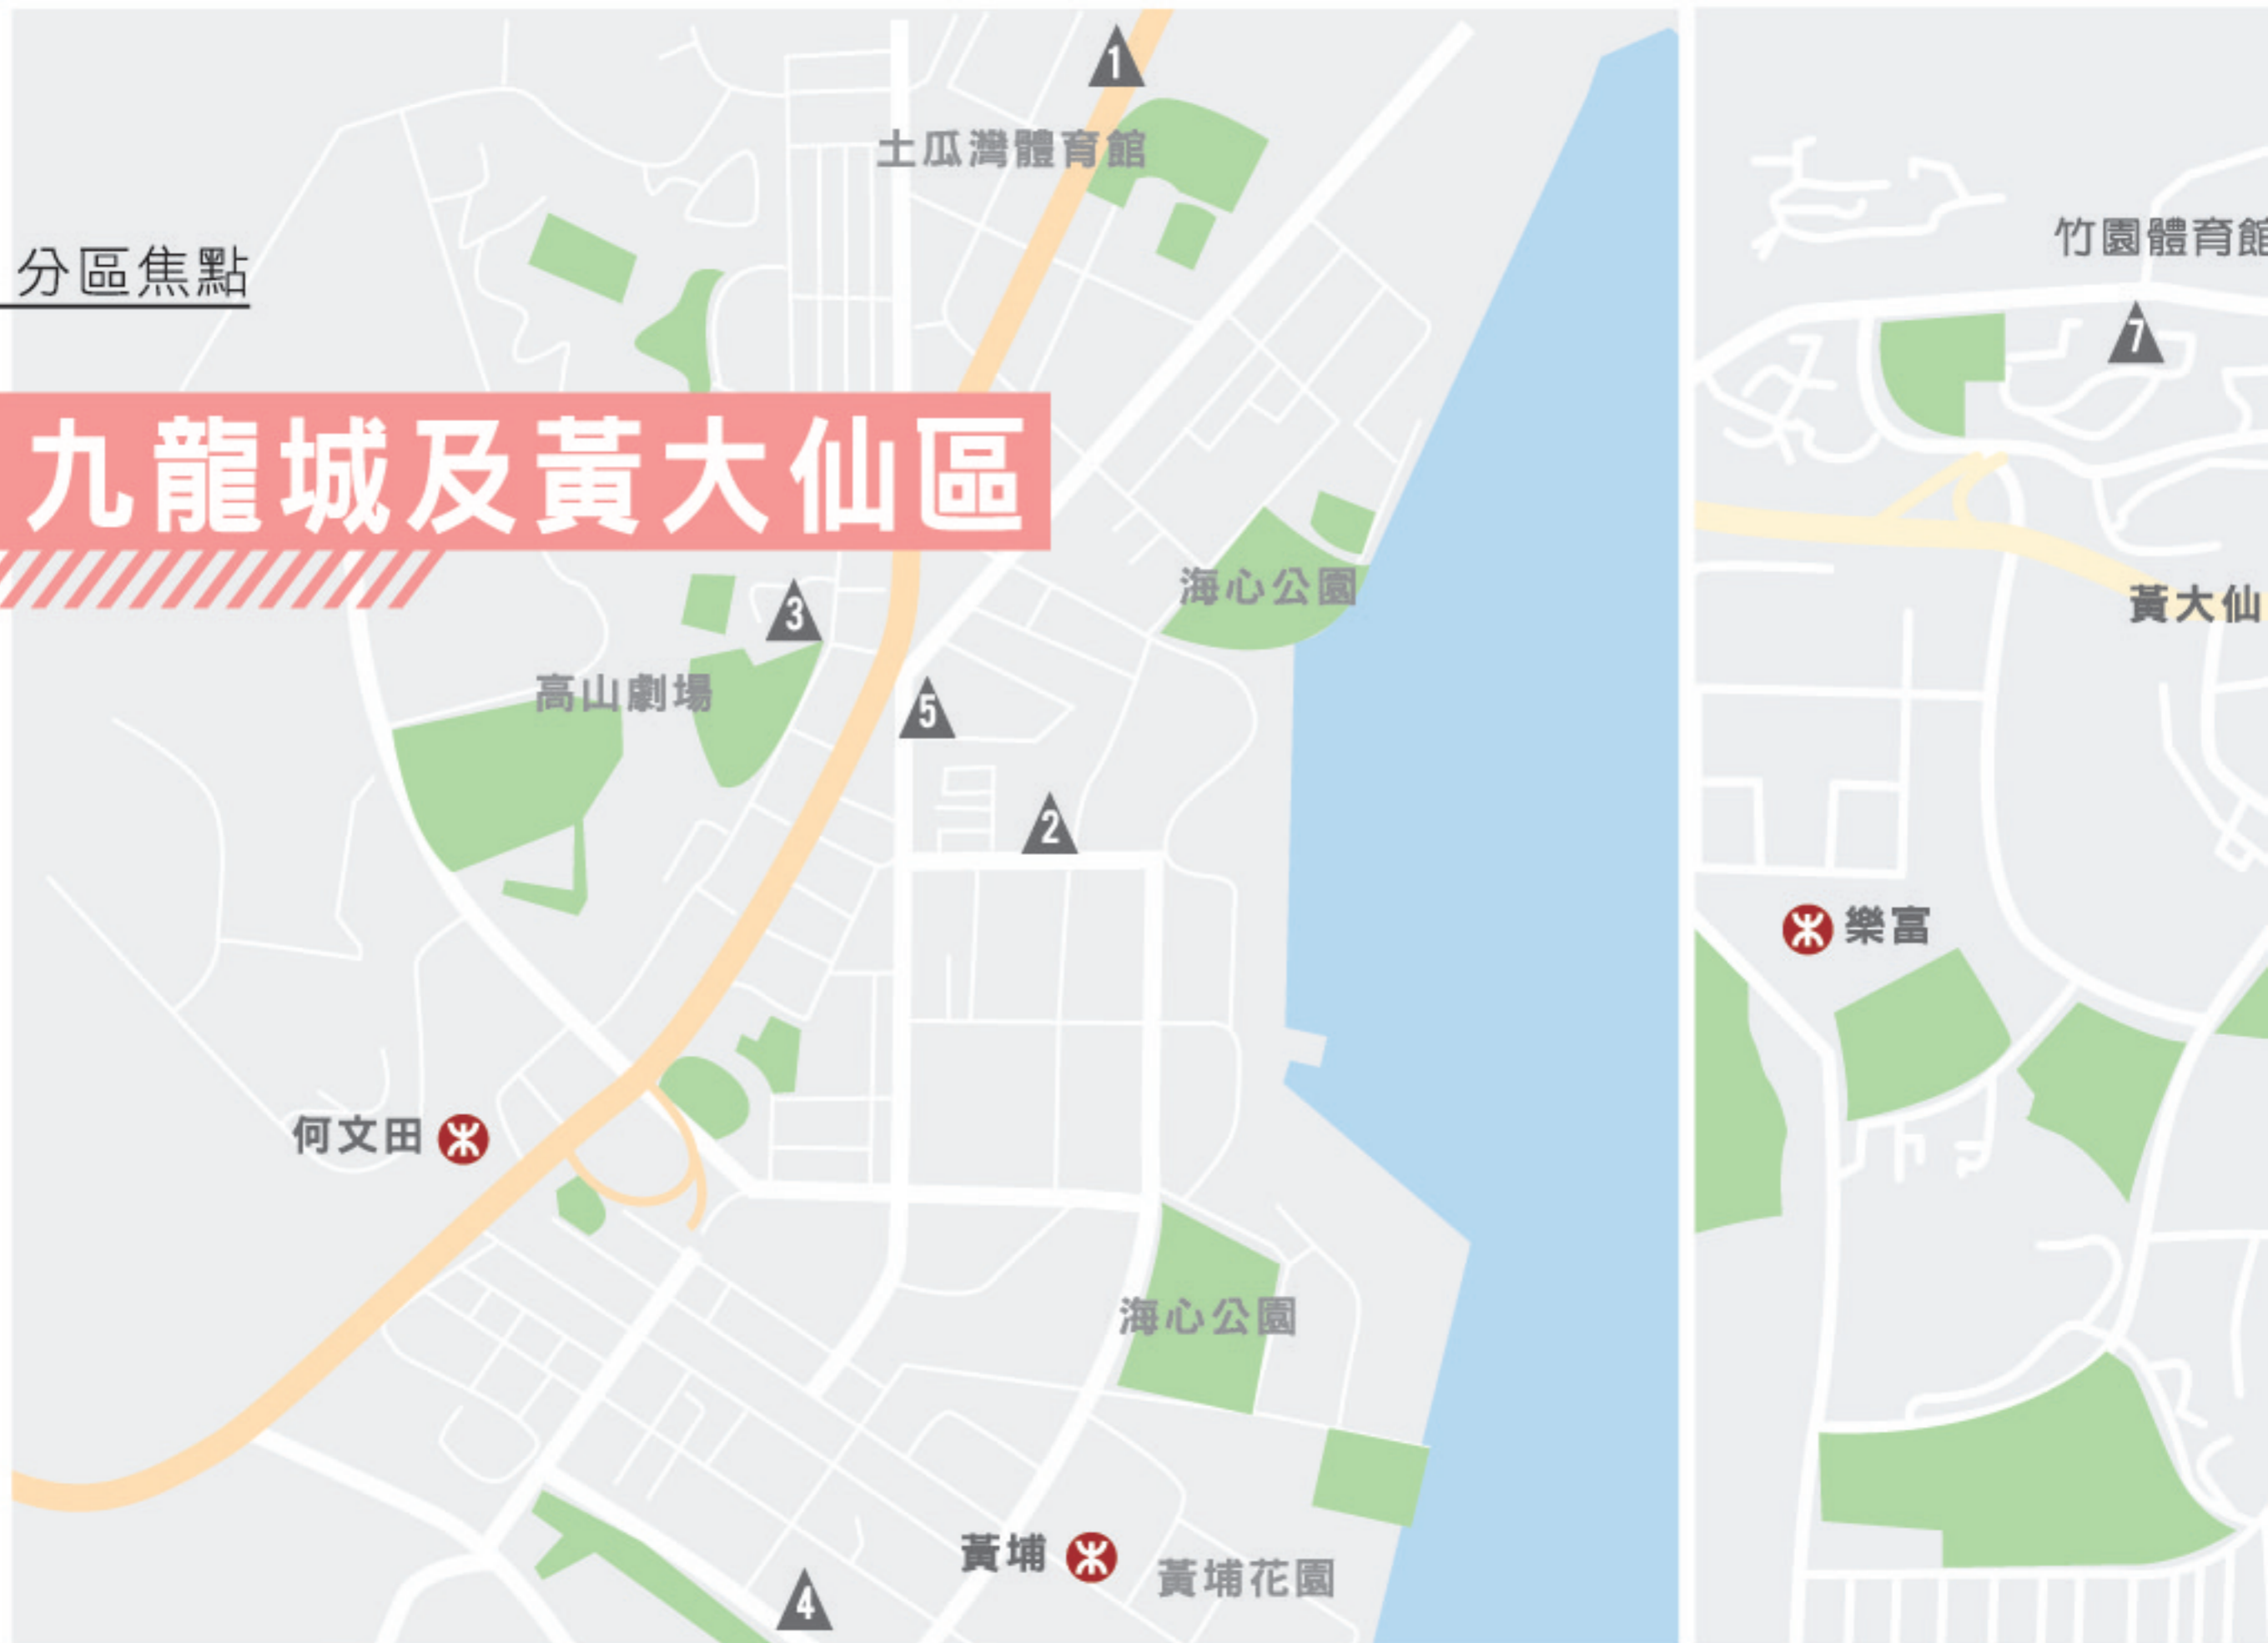 1
土瓜灣體育館
竹園體育館
分區焦點
7
九龍城及黃大仙區
海心公園
3
黃大仙
高山劇場
5
2
樂富
何文田
海心公園
黃埔
黃埔花園
4